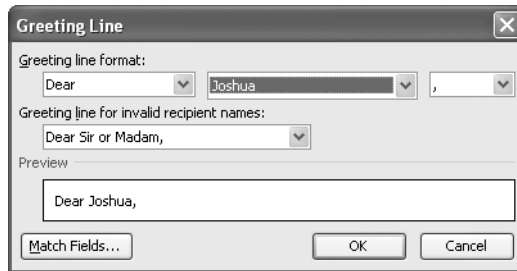 Greeting Line
Greeting line format:
Dear Joshua ,
Greeting line for invalid recipient names:
Dear Sir or Madam,
Preview
Dear Joshua,
Match Fields... OK Cancel